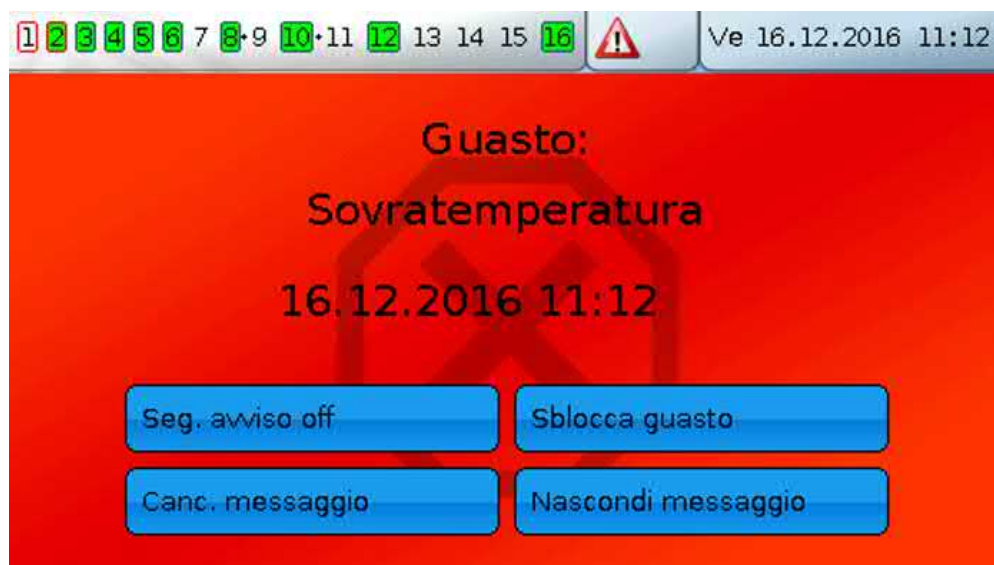 1 2 3 4 5 6 7 8•9 10•11 12 13 14 15 16 Ve 16.12.2016 11:12
Guasto:
Sovratemperatura
16.12.2016 11:12
Seg. avviso off Sblocca guasto
Canc. messaggio Nascondi messaggio